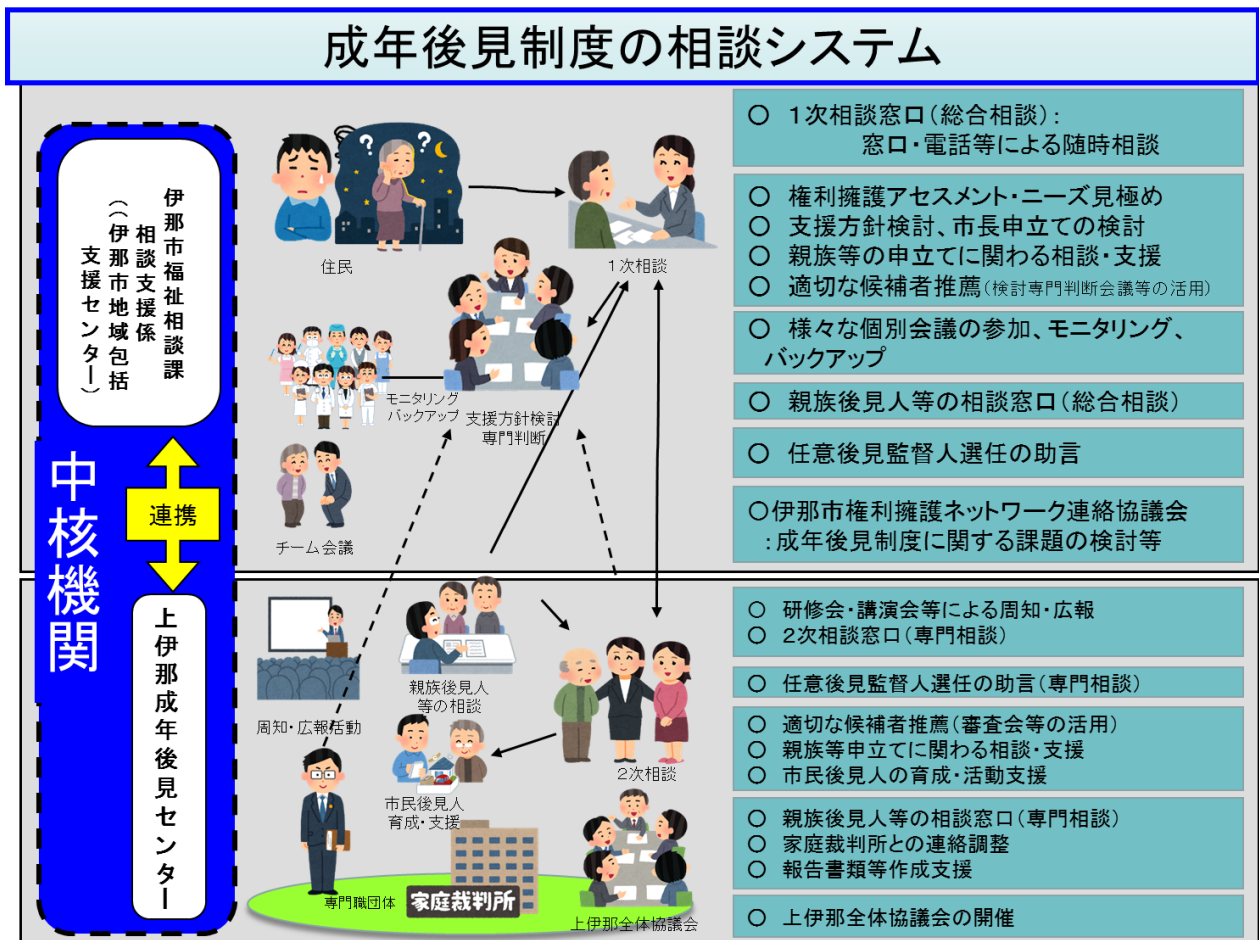 成年後見制度の相談システム
伊那市福祉相談課
相談支援係
（（伊那市地域包括
支援センター）
中核機関
連携
上伊那成年後見センター
？
？
住民
1次相談
モニタリング
バックアップ
支援方針検討
専門判断
チーム会議
周知・広報活動
親族後見人
等の相談
市民後見人
育成・支援
2次相談
専門職団体
家庭裁判所
上伊那全体協議会
○ 1次相談窓口（総合相談）：
窓口・電話等による随時相談
○ 権利擁護アセスメント・ニーズ見極め
○ 支援方針検討、市長申立ての検討
○ 親族等の申立てに関わる相談・支援
○ 適切な候補者推薦（検討専門判断会議等の活用）
○ 様々な個別会議の参加、モニタリング、
バックアップ
○ 親族後見人等の相談窓口（総合相談）
○ 任意後見監督人選任の助言
○伊那市権利擁護ネットワーク連絡協議会
：成年後見制度に関する課題の検討等
○ 研修会・講演会等による周知・広報
○ 2次相談窓口（専門相談）
○ 任意後見監督人選任の助言（専門相談）
○ 適切な候補者推薦（審査会等の活用）
○ 親族等申立てに関わる相談・支援
○ 市民後見人の育成・活動支援
○ 親族後見人等の相談窓口（専門相談）
○ 家庭裁判所との連絡調整
○ 報告書類等作成支援
○ 上伊那全体協議会の開催